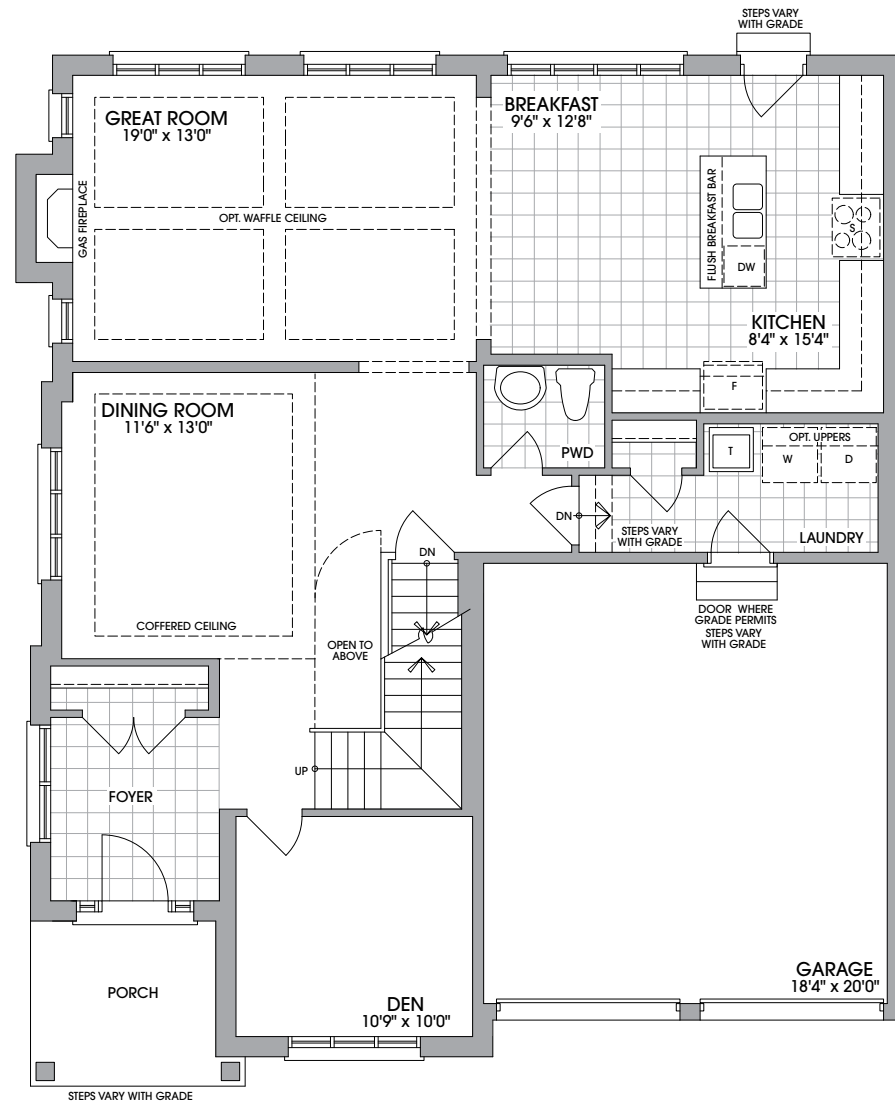 STEPS VARY
WITH GRADE
GREAT ROOM
19'0" x 13'0"
BREAKFAST
9'6" x 12'8"
GAS FIREPLACE
OPT. WAFFLE CEILING
FLUSH BREAKFAST BAR
S
DW
KITCHEN
8'4" x 15'4"
F
DINING ROOM
11'6" x 13'0"
PWD
T
OPT. UPPERS
W
D
DN
STEPS VARY
WITH GRADE
LAUNDRY
DN
COFFERED CEILING
OPEN TO
ABOVE
DOOR WHERE
GRADE PERMITS
STEPS VARY
WITH GRADE
UP
FOYER
PORCH
DEN
10'9" x 10'0"
GARAGE
18'4" x 20'0"
STEPS VARY WITH GRADE